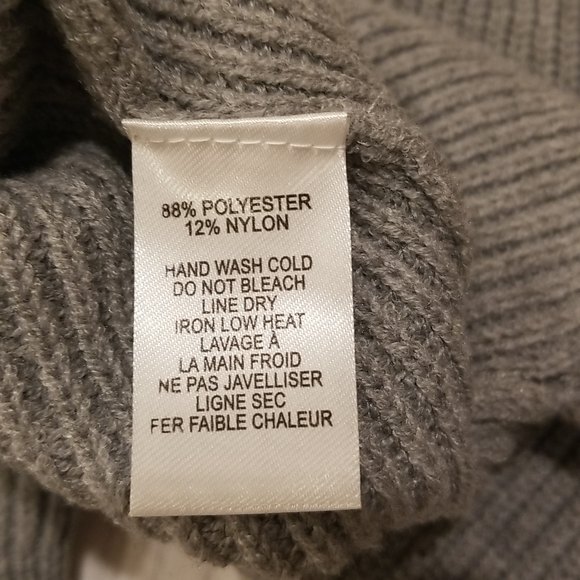 88% POLYESTER
12% NYLON
HAND WASH COLD
DO NOT BLEACH
LINE DRY
IRON LOW HEAT
LAVAGE À
LA MAIN FROID
NE PAS JAVELLISER
LIGNE SEC
FER FAIBLE CHALEUR